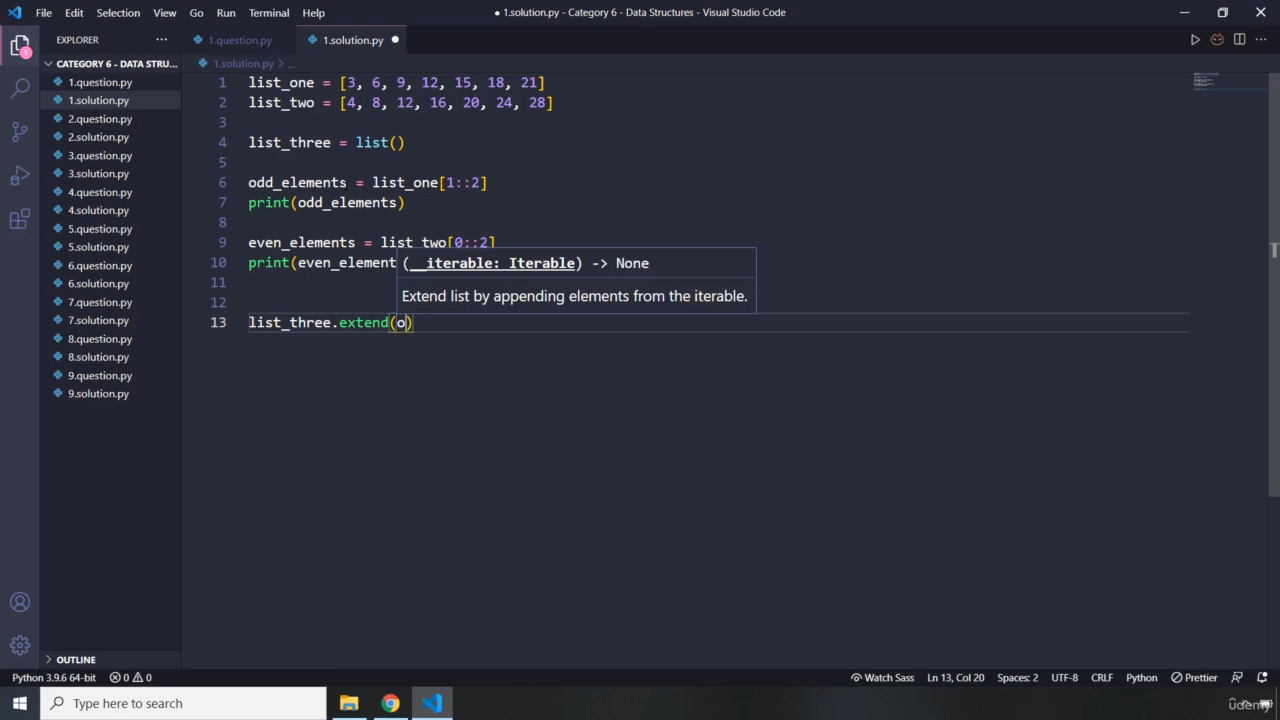 File Edit Selection View Go Run Terminal Help
● 1.solution.py - Category 6 - Data Structures - Visual Studio Code
EXPLORER
1.question.py
1.solution.py
CATEGORY 6 - DATA STRU...
1.solution.py > ...
1.question.py
1.solution.py
2.question.py
2.solution.py
3.question.py
3.solution.py
4.question.py
4.solution.py
5.question.py
5.solution.py
6.question.py
6.solution.py
7.question.py
7.solution.py
8.question.py
8.solution.py
9.question.py
9.solution.py
OUTLINE
1 list_one = [3, 6, 9, 12, 15, 18, 21]
2 list_two = [4, 8, 12, 16, 20, 24, 28]
3
4 list_three = list()
5
6 odd_elements = list_one[1::2]
7 print(odd_elements)
8
9 even_elements = list_two[0::2]
10 print(even_element
(__iterable: Iterable) -> None
11
Extend list by appending elements from the iterable.
12
13 list_three.extend(o)
1
Python 3.9.6 64-bit 0 0 Watch Sass Ln 13, Col 20 Spaces: 2 UTF-8 CRLF Python Prettier
Type here to search
Udemy